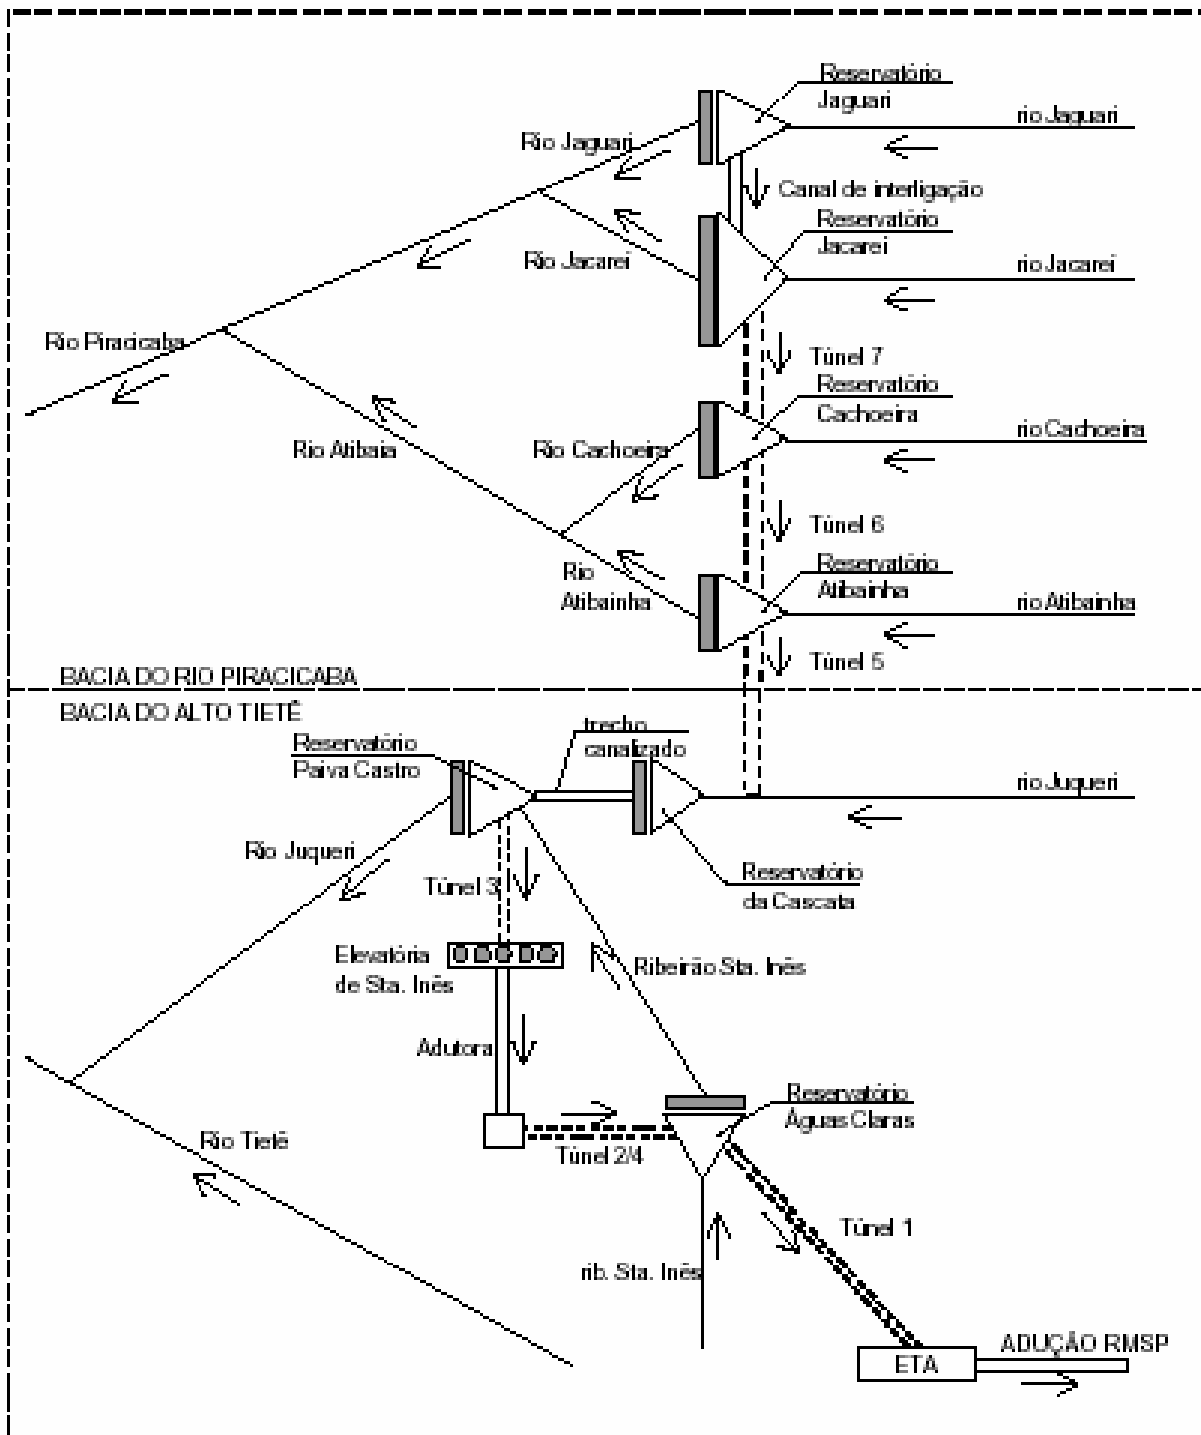 Reservatório
Jaguari
rio Jaguari
Rio Jaguari
Canal de interligação
Reservatório
Jacareí
Rio Jacareí
rio Jacareí
Rio Piracicaba
Túnel 7
Reservatório
Cachoeira
rio Cachoeira
Rio Atibaia
Rio Cachoeira
Túnel 6
Reservatório
Atibainha
Rio
Atibainha
rio Atibainha
Túnel 5
BACIA DO RIO PIRACICABA
BACIA DO ALTO TIETÊ
Reservatório
Paiva Castro
trecho
canalizado
rio Juqueri
Rio Juqueri
Túnel 3
Reservatório
da Cascata
Elevatória
de Sta. Inês
Ribeirão Sta. Inês
Adutora
Reservatório
Águas Claras
Rio Tietê
Túnel 2/4
Túnel 1
rib. Sta. Inês
ETA
ADUÇÃO RMSP